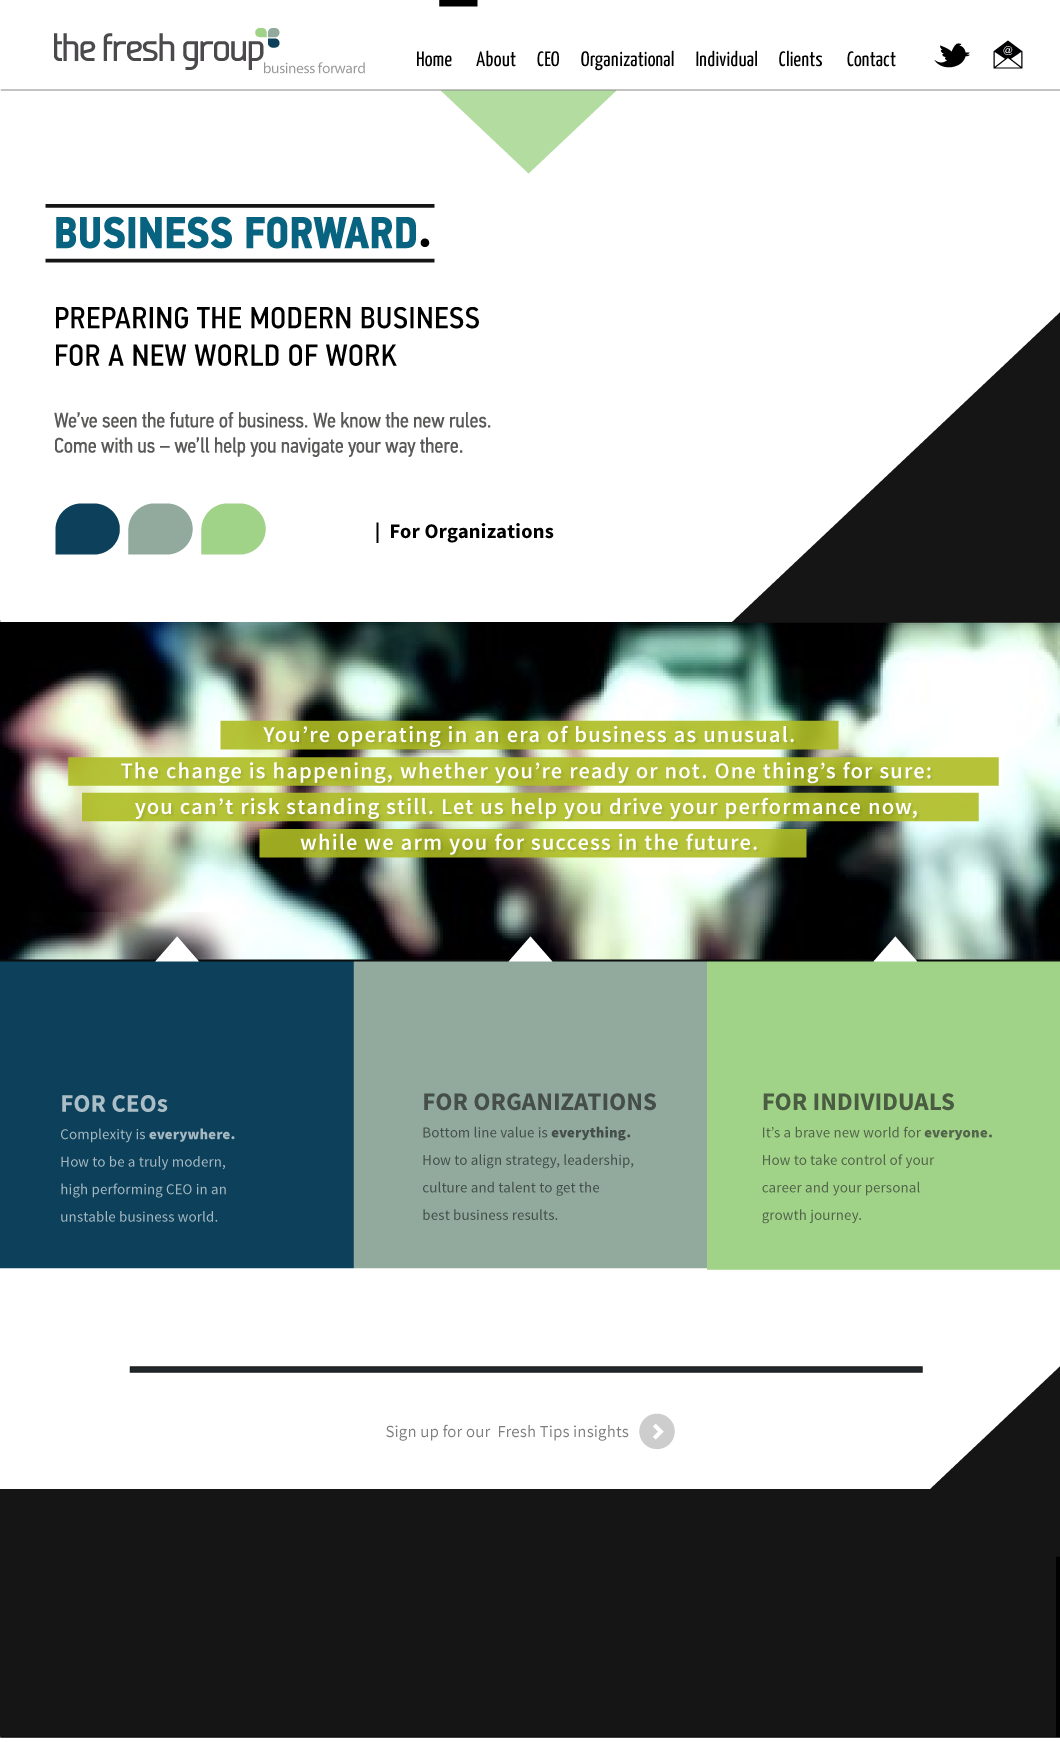 the fresh group
business forward
Home About CEO Organizational Individual Clients Contact
@
BUSINESS FORWARD.
PREPARING THE MODERN BUSINESS
FOR A NEW WORLD OF WORK
We've seen the future of business. We know the new rules.
Come with us – we'll help you navigate your way there.
| For Organizations
You're operating in an era of business as unusual.
The change is happening, whether you're ready or not. One thing's for sure:
you can't risk standing still. Let us help you drive your performance now,
while we arm you for success in the future.
FOR CEOs
Complexity is everywhere.
How to be a truly modern,
high performing CEO in an
unstable business world.
FOR ORGANIZATIONS
Bottom line value is everything.
How to align strategy, leadership,
culture and talent to get the
best business results.
FOR INDIVIDUALS
It's a brave new world for everyone.
How to take control of your
career and your personal
growth journey.
Sign up for our Fresh Tips insights